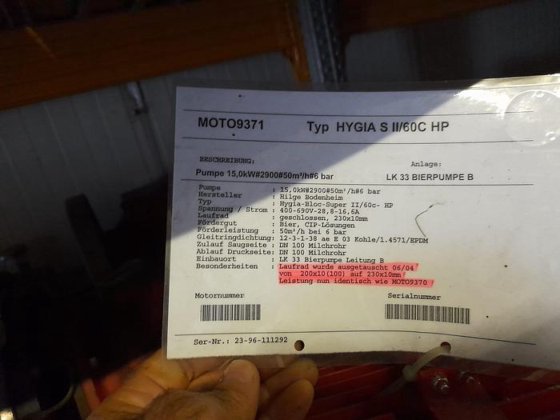 MOTO9371 Typ HYGIA S II/60C HP
BESCHREIBUNG: Anlage:
Pumpe 15,0kW#2900#50m³/h#6 bar LK 33 BIERPUMPE B
Pumpe : 15,0kW#2900#50m³/h#6 bar
Hersteller : Hilge Bodenheim
Typ : Hygia-Bloc-Super II/60c- HP
Spannung / Strom : 400-690V-28,8-16,6A
Laufrad : geschlossen, 230x10mm
Fördergut : Bier, CIP-Lösungen
Förderleistung : 50m³/h bei 6 bar
Gleitringdichtung: 12-3-1-38 ae E 03 Kohle/1.4571/EPDM
Zulauf Saugseite : DN 100 Milchrohr
Ablauf Druckseite: DN 100 Milchrohr
Einbauort : LK 33 Bierpumpe Leitung B
Besonderheiten : Laufrad wurde ausgetauscht 06/04
von 200x10(100) auf 230x10mm!
Leistung nun identisch wie MOTO9370 !
Motornummer Serialnummer
Ser-Nr.: 23-96-111292